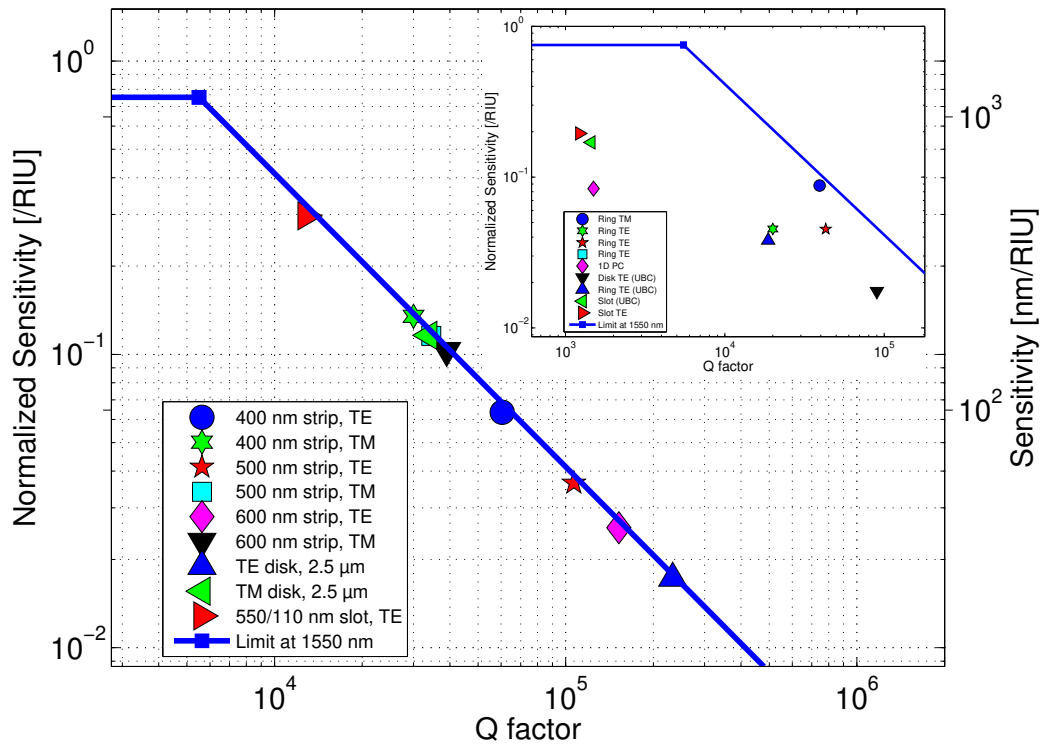 10^0
10^-1
10^-2
Normalized Sensitivity [/RIU]
10^4
10^5
10^6
Q factor
10^3
10^2
Sensitivity [nm/RIU]
400 nm strip, TE
400 nm strip, TM
500 nm strip, TE
500 nm strip, TM
600 nm strip, TE
600 nm strip, TM
TE disk, 2.5 µm
TM disk, 2.5 µm
550/110 nm slot, TE
Limit at 1550 nm
10^0
10^-1
10^-2
Normalized Sensitivity [/RIU]
10^3
10^4
10^5
Q factor
Ring TM
Ring TE
Ring TE
Ring TE
1D PC
Disk TE (UBC)
Ring TE (UBC)
Slot (UBC)
Slot TE
Limit at 1550 nm